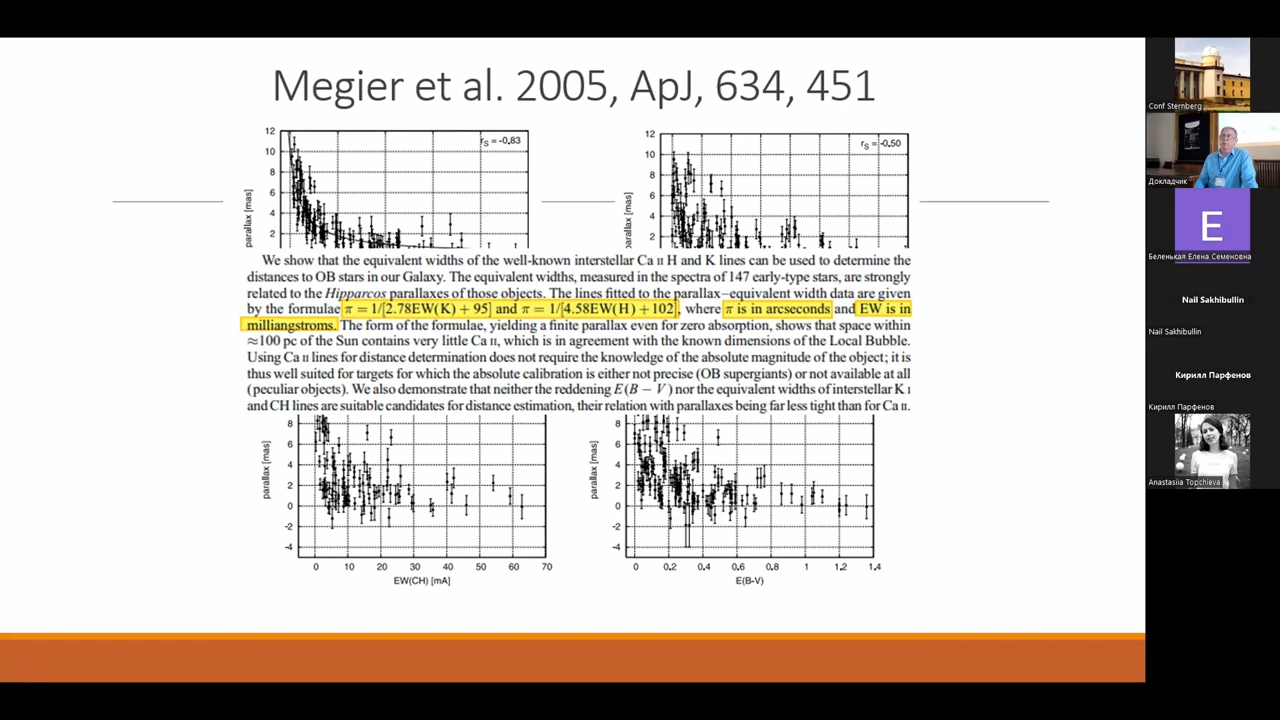 Megier et al. 2005, ApJ, 634, 451
12
10
8
6
4
2
parallax [mas]
rS = -0.83
12
10
8
6
4
2
parallax [mas]
rS = -0.50
We show that the equivalent widths of the well-known interstellar Ca II H and K lines can be used to determine the
distances to OB stars in our Galaxy. The equivalent widths, measured in the spectra of 147 early-type stars, are strongly
related to the Hipparcos parallaxes of those objects. The lines fitted to the parallax–equivalent width data are given
by the formulae π = 1/[2.78EW(K) + 95] and π = 1/[4.58EW(H) + 102], where π is in arcseconds and EW is in
milliangstroms. The form of the formulae, yielding a finite parallax even for zero absorption, shows that space within
≈100 pc of the Sun contains very little Ca II, which is in agreement with the known dimensions of the Local Bubble.
Using Ca II lines for distance determination does not require the knowledge of the absolute magnitude of the object; it is
thus well suited for targets for which the absolute calibration is either not precise (OB supergiants) or not available at all
(peculiar objects). We also demonstrate that neither the reddening E(B − V) nor the equivalent widths of interstellar K I
and CH lines are suitable candidates for distance estimation, their relation with parallaxes being far less tight than for Ca II.
8
6
4
2
0
-2
-4
parallax [mas]
0 10 20 30 40 50 60 70
EW(CH) [mA]
8
6
4
2
0
-2
-4
parallax [mas]
0 0.2 0.4 0.6 0.8 1 1.2 1.4
E(B-V)
Conf Sternberg
Докладчик
E
Беленькая Елена Семеновна
Nail Sakhibullin
Nail Sakhibullin
Кирилл Парфенов
Кирилл Парфенов
Anastasiia Topchieva